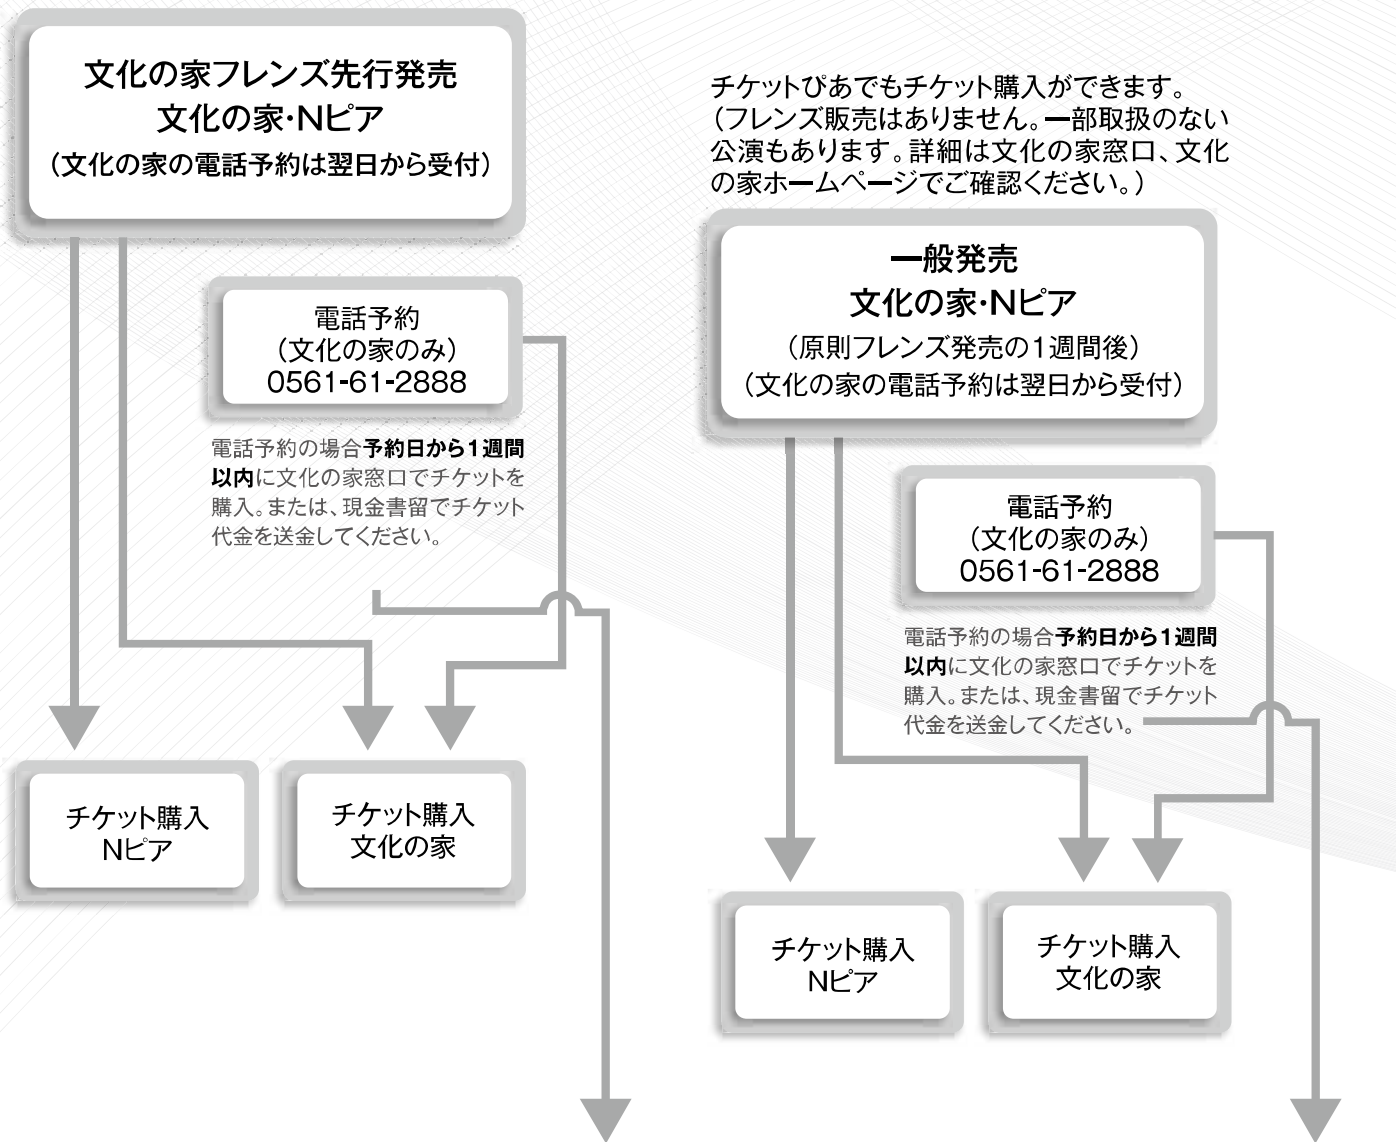 文化の家フレンズ先行発売
文化の家・Nピア
（文化の家の電話予約は翌日から受付）
電話予約
（文化の家のみ）
0561-61-2888
電話予約の場合予約日から1週間
以内に文化の家窓口でチケットを
購入。または、現金書留でチケット
代金を送金してください。
チケット購入
Nピア
チケット購入
文化の家
チケットぴあでもチケット購入ができます。
（フレンズ販売はありません。一部取扱のない
公演もあります。詳細は文化の家窓口、文化
の家ホームページでご確認ください。）
一般発売
文化の家・Nピア
（原則フレンズ発売の1週間後）
（文化の家の電話予約は翌日から受付）
電話予約
（文化の家のみ）
0561-61-2888
電話予約の場合予約日から1週間
以内に文化の家窓口でチケットを
購入。または、現金書留でチケット
代金を送金してください。
チケット購入
Nピア
チケット購入
文化の家